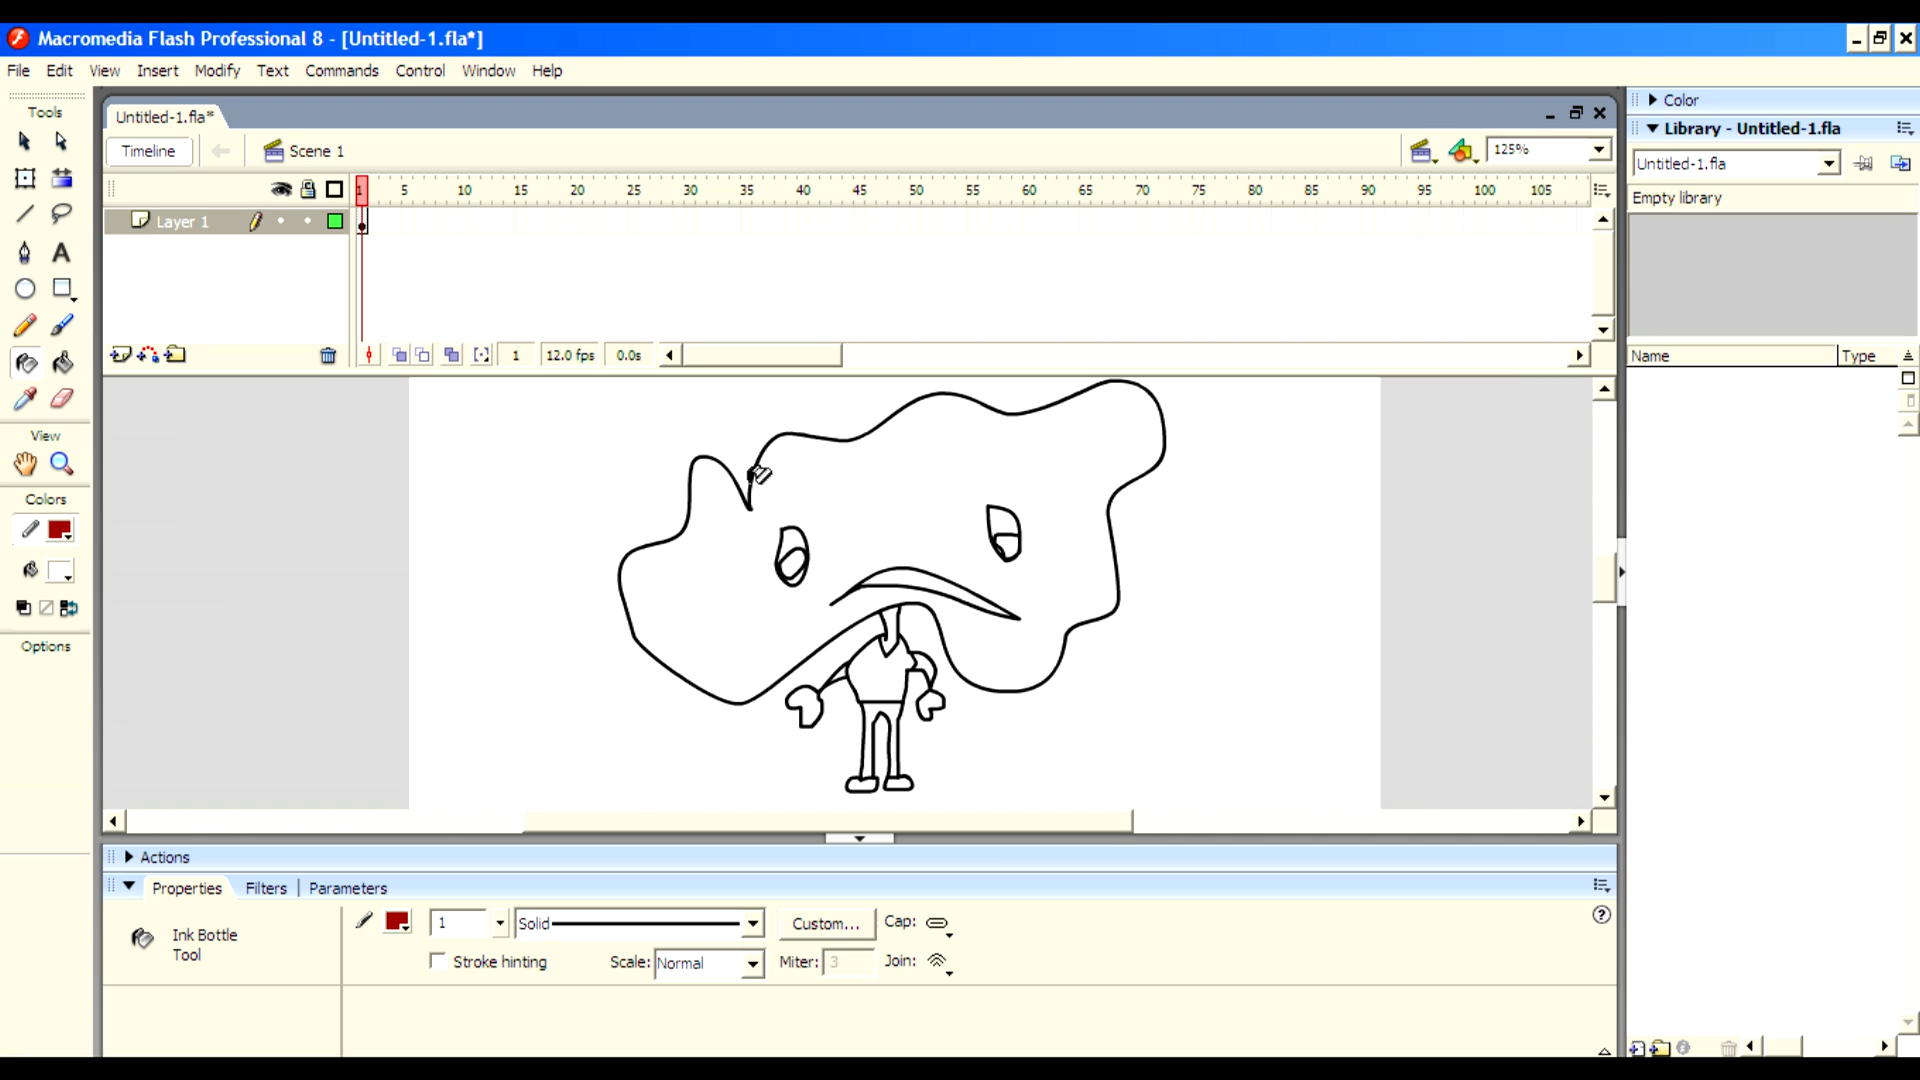 Macromedia Flash Professional 8 - [Untitled-1.fla*]
File Edit View Insert Modify Text Commands Control Window Help
Tools
Untitled-1.fla*
Color
Library - Untitled-1.fla
Timeline
Scene 1
125%
Untitled-1.fla
1 5 10 15 20 25 30 35 40 45 50 55 60 65 70 75 80 85 90 95 100 105
Empty library
Layer 1
1 12.0 fps 0.0s
Name Type
View
Colors
Options
Actions
Properties Filters Parameters
Ink Bottle
Tool
1 Solid Custom... Cap:
Stroke hinting Scale: Normal Miter: 3 Join: